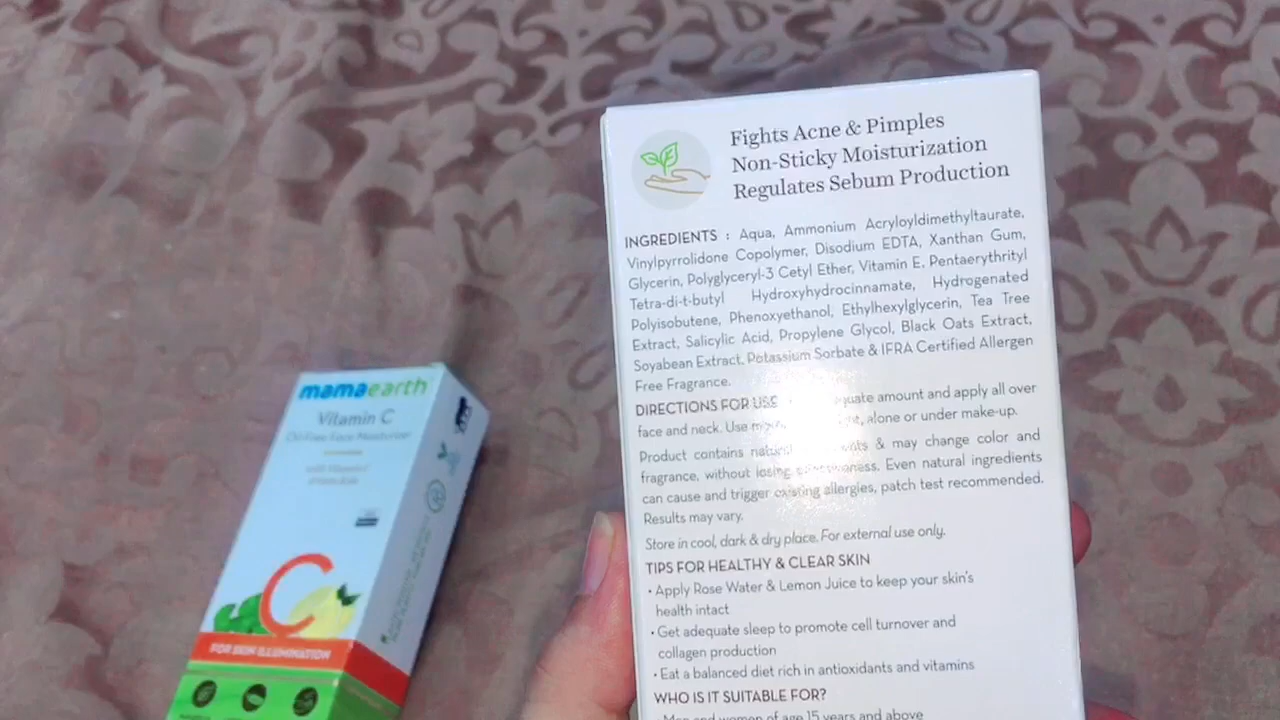 Fights Acne & Pimples
Non-Sticky Moisturization
Regulates Sebum Production
INGREDIENTS : Aqua, Ammonium Acryloyldimethyltaurate,
Vinylpyrrolidone Copolymer, Disodium EDTA, Xanthan Gum,
Glycerin, Polyglyceryl-3 Cetyl Ether, Vitamin E, Pentaerythrityl
Tetra-di-t-butyl Hydroxyhydrocinnamate, Hydrogenated
Polyisobutene, Phenoxyethanol, Ethylhexylglycerin, Tea Tree
Extract, Salicylic Acid, Propylene Glycol, Black Oats Extract,
Soyabean Extract, Potassium Sorbate & IFRA Certified Allergen
Free Fragrance.
DIRECTIONS FOR USE amount and apply all over
face and neck. Use alone or under make-up.
Product contains & may change color and
fragrance, without losing effectiveness. Even natural ingredients
can cause and trigger existing allergies, patch test recommended.
Results may vary.
Store in cool, dark & dry place. For external use only.
TIPS FOR HEALTHY & CLEAR SKIN
• Apply Rose Water & Lemon Juice to keep your skin's
health intact
• Get adequate sleep to promote cell turnover and
collagen production
• Eat a balanced diet rich in antioxidants and vitamins
WHO IS IT SUITABLE FOR?
Men and women of age 15 years and above
mamaearth
Vitamin C
Oil-Free Face Moisturizer
C
FOR SKIN ILLUMINATION